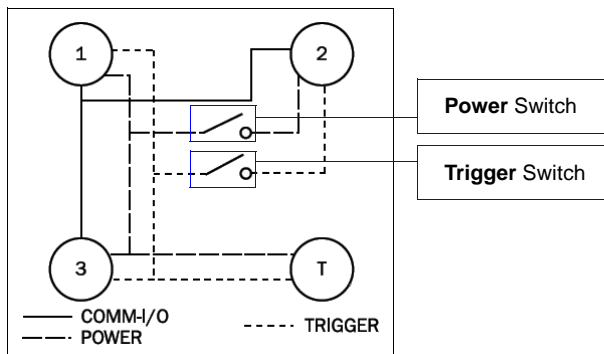 1
2
Power Switch
Trigger Switch
3
T
COMM-I/O
POWER
TRIGGER